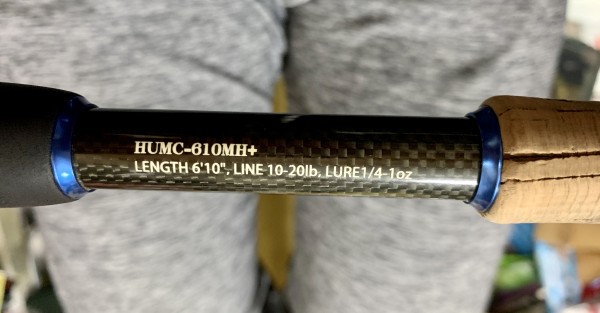 HUMC-610MH+
LENGTH 6'10", LINE 10-20lb, LURE1/4-1oz